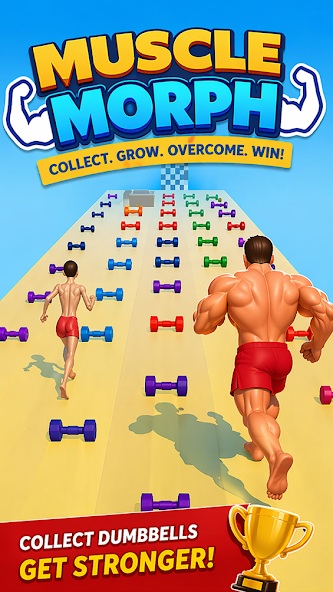 MUSCLE
MORPH
COLLECT. GROW. OVERCOME. WIN!
COLLECT DUMBBELLS
GET STRONGER!